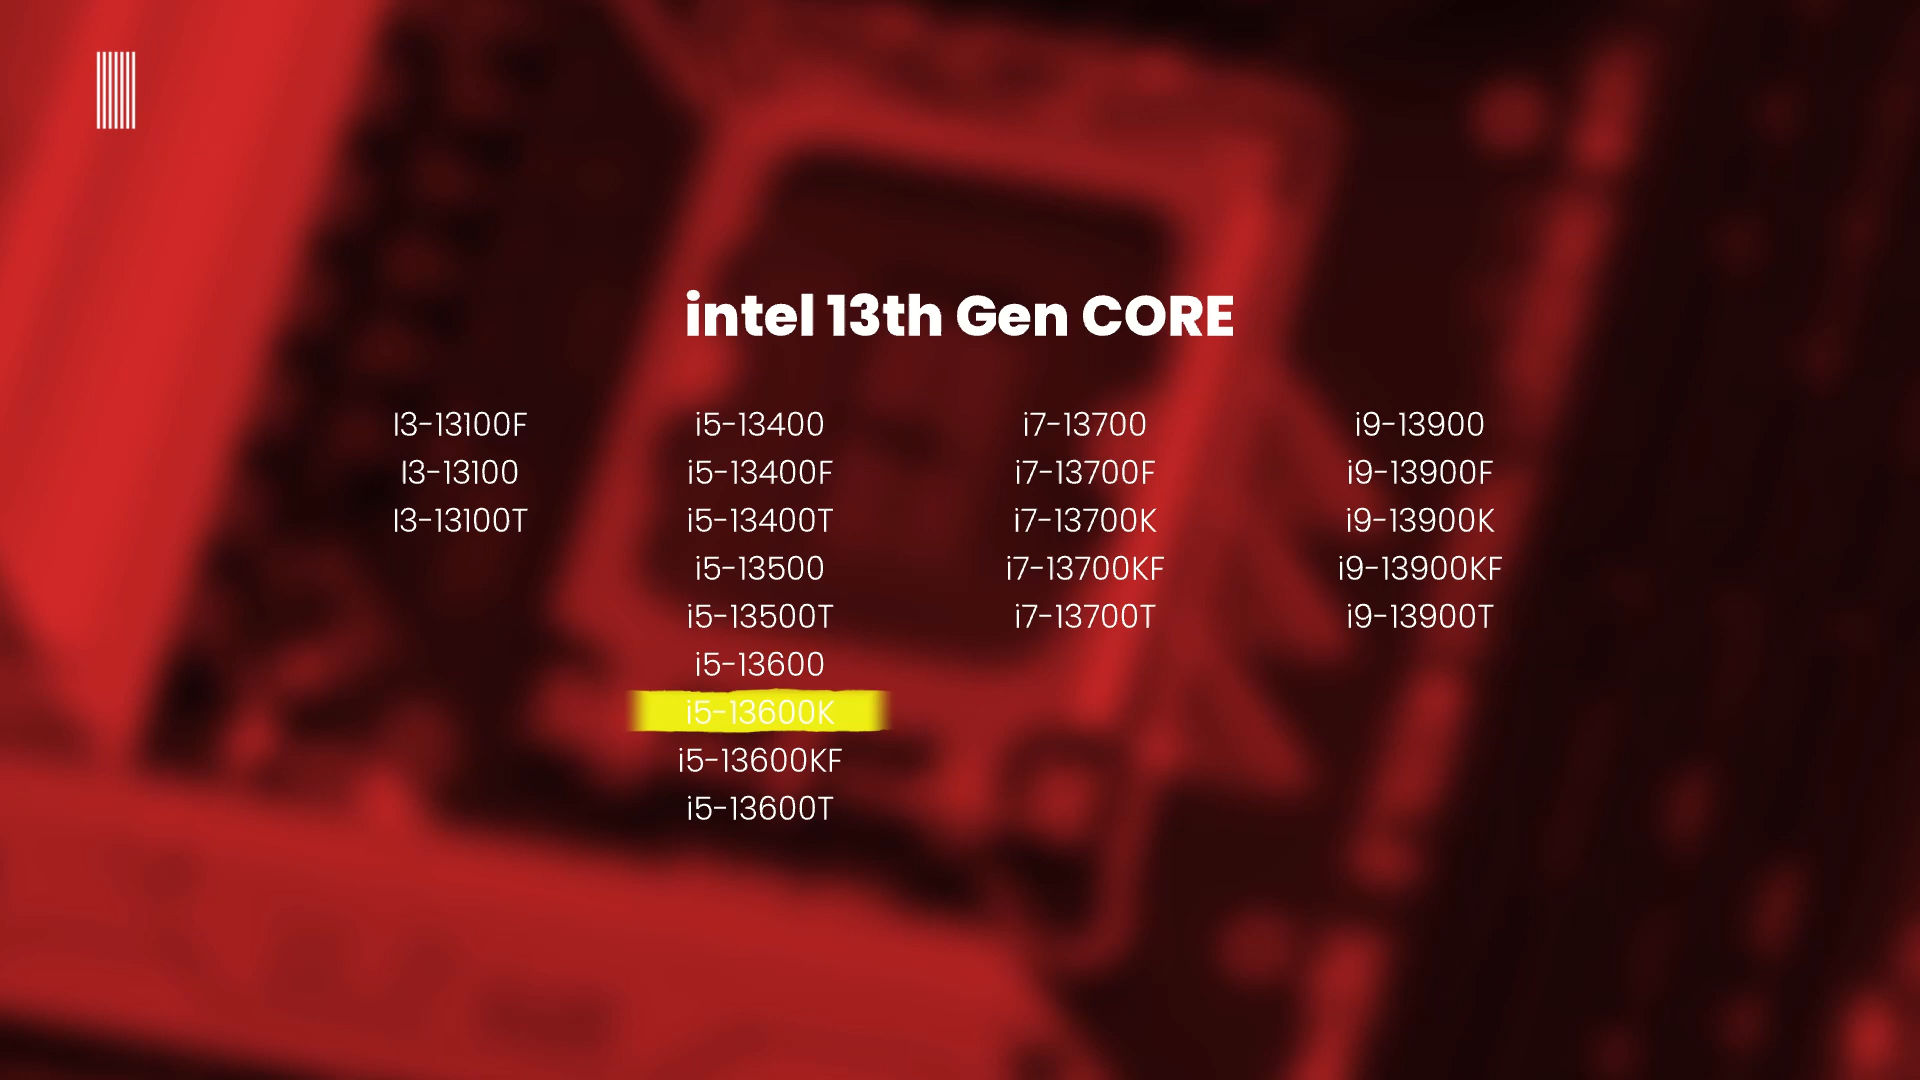 intel 13th Gen CORE
I3-13100F
I3-13100
I3-13100T
i5-13400
i5-13400F
i5-13400T
i5-13500
i5-13500T
i5-13600
i5-13600K
i5-13600KF
i5-13600T
i7-13700
i7-13700F
i7-13700K
i7-13700KF
i7-13700T
i9-13900
i9-13900F
i9-13900K
i9-13900KF
i9-13900T